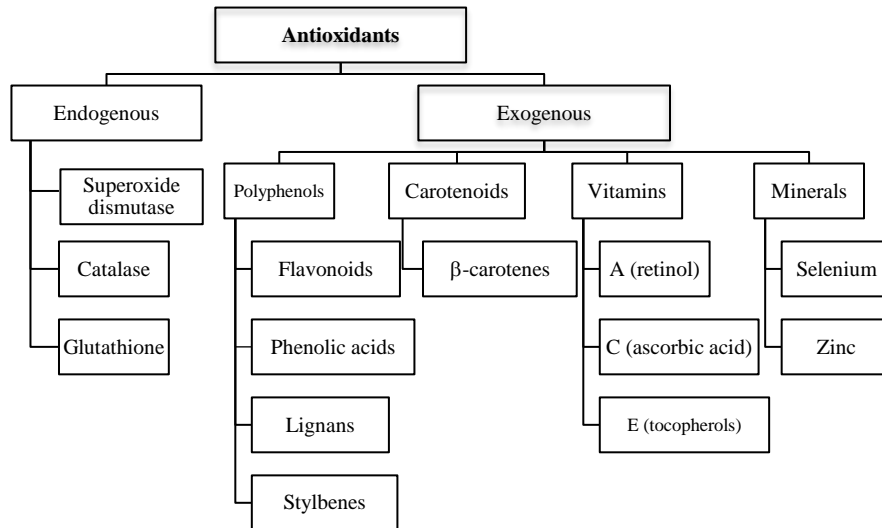 Antioxidants
Endogenous
Exogenous
Superoxide
dismutase
Catalase
Glutathione
Polyphenols
Flavonoids
Phenolic acids
Lignans
Stylbenes
Carotenoids
β-carotenes
Vitamins
A (retinol)
C (ascorbic acid)
E (tocopherols)
Minerals
Selenium
Zinc